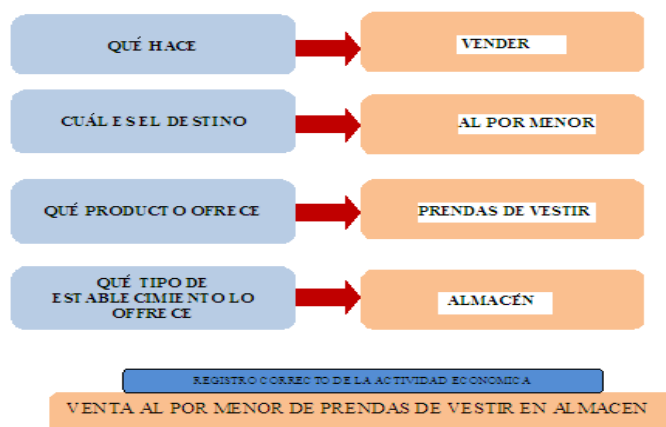 QUÉ HACE
VENDER
CUÁL ES EL DESTINO
AL POR MENOR
QUÉ PRODUCTO OFRECE
PRENDAS DE VESTIR
QUÉ TIPO DE
ESTABLECIMIENTO LO
OFFRECE
ALMACÉN
REGISTRO CORRECTO DE LA ACTIVIDAD ECONOMICA
VENTA AL POR MENOR DE PRENDAS DE VESTIR EN ALMACEN